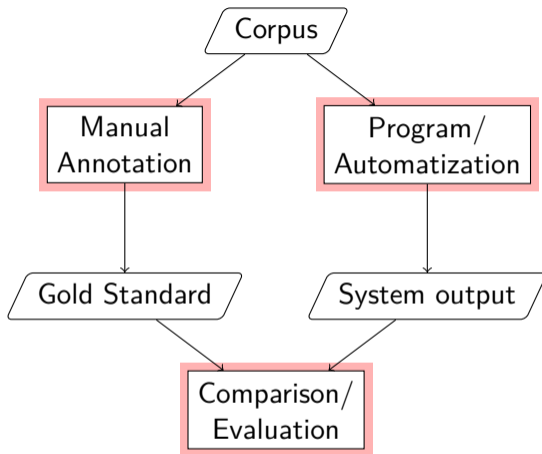 Corpus
Manual
Annotation
Program/
Automatization
Gold Standard
System output
Comparison/
Evaluation